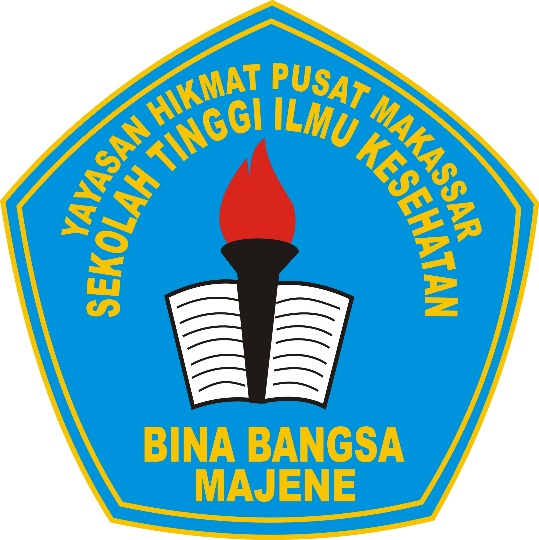 YAYASAN HIKMAT PUSAT MAKASSAR
SEKOLAH TINGGI ILMU KESEHATAN
BINA BANGSA
MAJENE